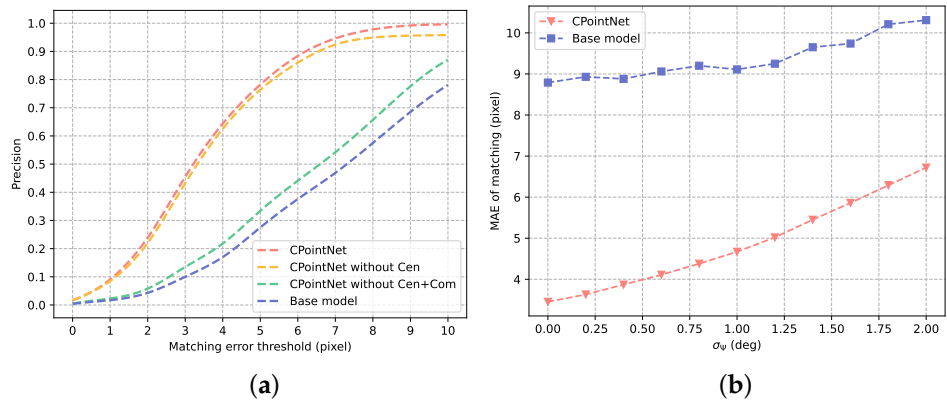 1.0
0.9
0.8
0.7
0.6
0.5
0.4
0.3
0.2
0.1
0.0
Precision
CPointNet
CPointNet without Cen
CPointNet without Cen+Com
Base model
0 1 2 3 4 5 6 7 8 9 10
Matching error threshold (pixel)
(a)
10
9
8
7
6
5
4
MAE of matching (pixel)
CPointNet
Base model
0.00 0.25 0.50 0.75 1.00 1.25 1.50 1.75 2.00
σΨ (deg)
(b)